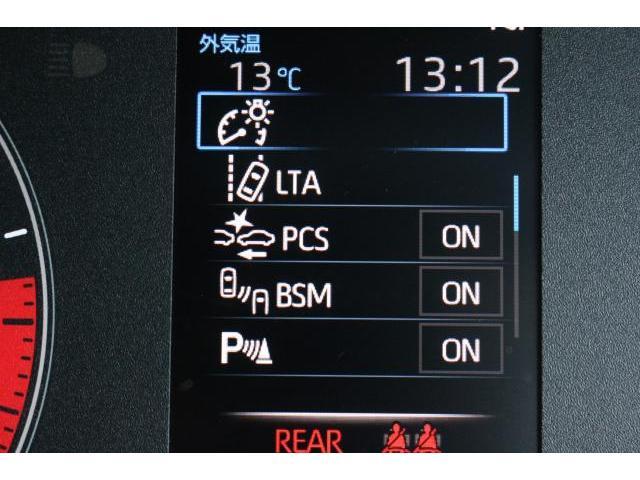 外気温
13℃ 13:12
LTA
PCS ON
BSM ON
P ON
REAR